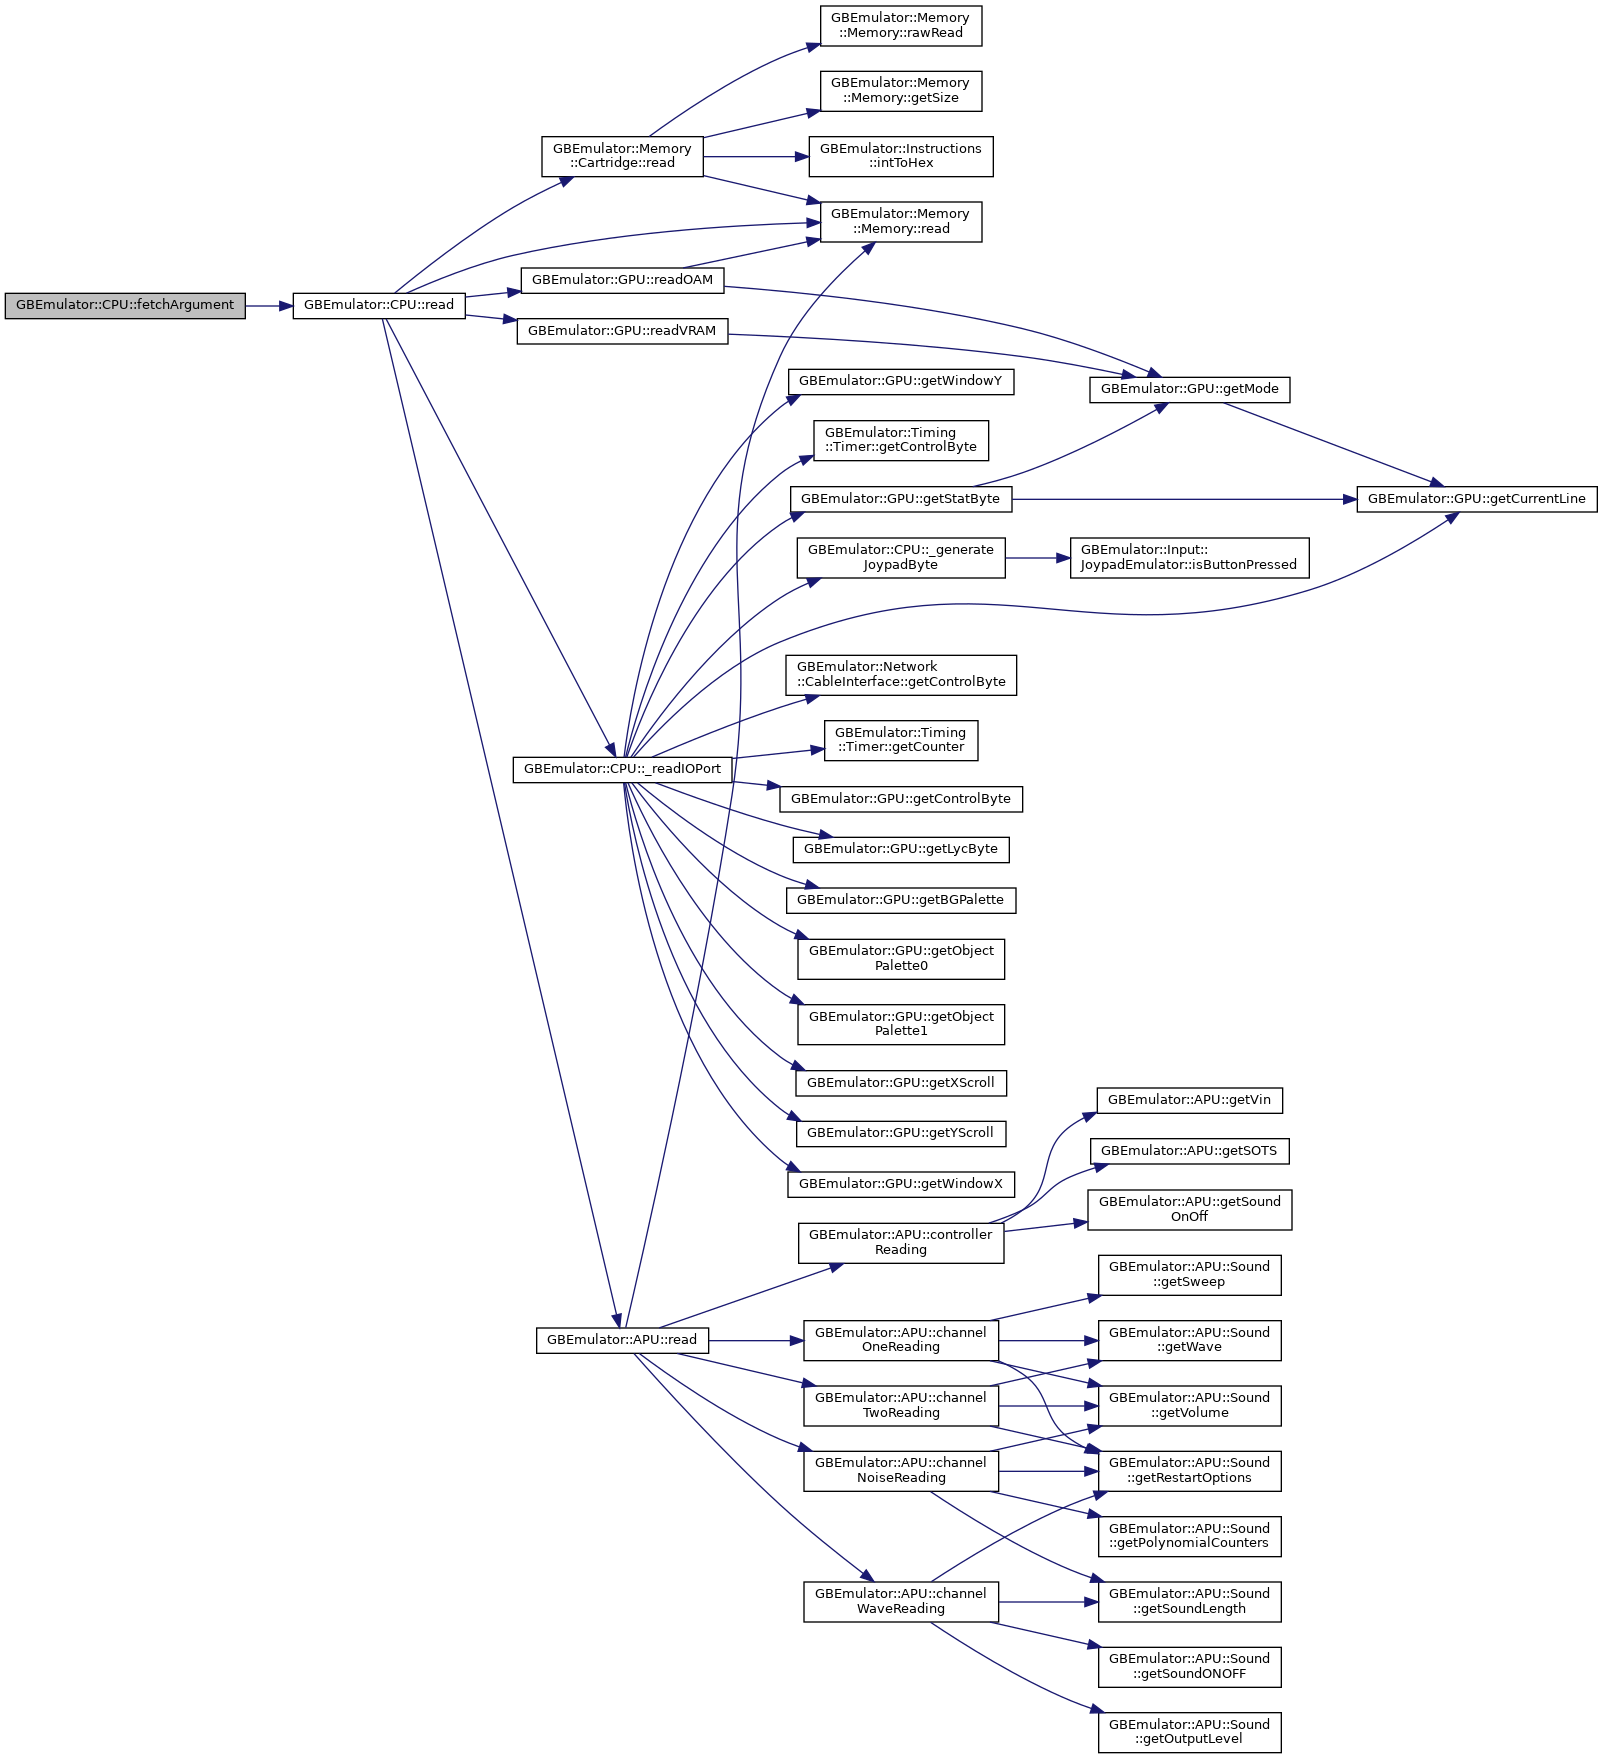 GBEmulator::CPU::fetchArgument
GBEmulator::CPU::read
GBEmulator::Memory
::Cartridge::read
GBEmulator::GPU::readOAM
GBEmulator::GPU::readVRAM
GBEmulator::CPU::_readIOPort
GBEmulator::APU::read
GBEmulator::Memory
::Memory::rawRead
GBEmulator::Memory
::Memory::getSize
GBEmulator::Instructions
::intToHex
GBEmulator::Memory
::Memory::read
GBEmulator::GPU::getWindowY
GBEmulator::Timing
::Timer::getControlByte
GBEmulator::GPU::getStatByte
GBEmulator::CPU::_generate
JoypadByte
GBEmulator::Network
::CableInterface::getControlByte
GBEmulator::Timing
::Timer::getCounter
GBEmulator::GPU::getControlByte
GBEmulator::GPU::getLycByte
GBEmulator::GPU::getBGPalette
GBEmulator::GPU::getObject
Palette0
GBEmulator::GPU::getObject
Palette1
GBEmulator::GPU::getXScroll
GBEmulator::GPU::getYScroll
GBEmulator::GPU::getWindowX
GBEmulator::APU::controller
Reading
GBEmulator::APU::channel
OneReading
GBEmulator::APU::channel
TwoReading
GBEmulator::APU::channel
NoiseReading
GBEmulator::APU::channel
WaveReading
GBEmulator::GPU::getMode
GBEmulator::GPU::getCurrentLine
GBEmulator::Input::
JoypadEmulator::isButtonPressed
GBEmulator::APU::getVin
GBEmulator::APU::getSOTS
GBEmulator::APU::getSound
OnOff
GBEmulator::APU::Sound
::getSweep
GBEmulator::APU::Sound
::getWave
GBEmulator::APU::Sound
::getVolume
GBEmulator::APU::Sound
::getRestartOptions
GBEmulator::APU::Sound
::getPolynomialCounters
GBEmulator::APU::Sound
::getSoundLength
GBEmulator::APU::Sound
::getSoundONOFF
GBEmulator::APU::Sound
::getOutputLevel